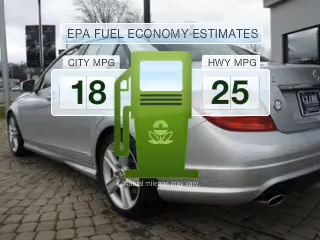 EPA FUEL ECONOMY ESTIMATES
CITY MPG
HWY MPG
18
25
Actual mileage may vary.